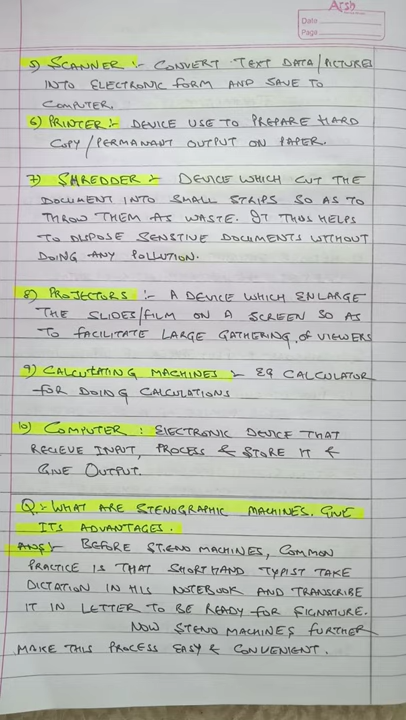 Arsh
Date
Page
5) SCANNER :- CONVERT TEXT DATA/PICTURES
INTO ELECTRONIC FORM AND SAVE TO
COMPUTER.
6) PRINTER :- DEVICE USE TO PREPARE HARD
COPY/PERMANANT OUTPUT ON PAPER.
7) SHREDDER :- DEVICE WHICH CUT THE
DOCUMENT INTO SMALL STRIPS SO AS TO
THROW THEM AS WASTE. IT THUS HELPS
TO DISPOSE SENSTIVE DOCUMENTS WITHOUT
DOING ANY POLLUTION.
8) PROJECTORS :- A DEVICE WHICH ENLARGE
THE SLIDES/FILM ON A SCREEN SO AS
TO FACILITATE LARGE GATHERING OF VIEWERS
9) CALCULATING MACHINES :- EG CALCULATOR
FOR DOING CALCULATIONS
10) COMPUTER : ELECTRONIC DEVICE THAT
RECIEVE INPUT, PROCESS & STORE IT &
GIVE OUTPUT.
Q:- WHAT ARE STENOGRAPHIC MACHINES. GIVE
ITS ADVANTAGES.
ANS:- BEFORE STENO MACHINES, COMMON
PRACTICE IS THAT SHORTHAND TYPIST TAKE
DICTATION IN HIS NOTEBOOK AND TRANSCRIBE
IT IN LETTER TO BE READY FOR SIGNATURE.
NOW STENO MACHINES FURTHER
MAKE THIS PROCESS EASY & CONVENIENT.